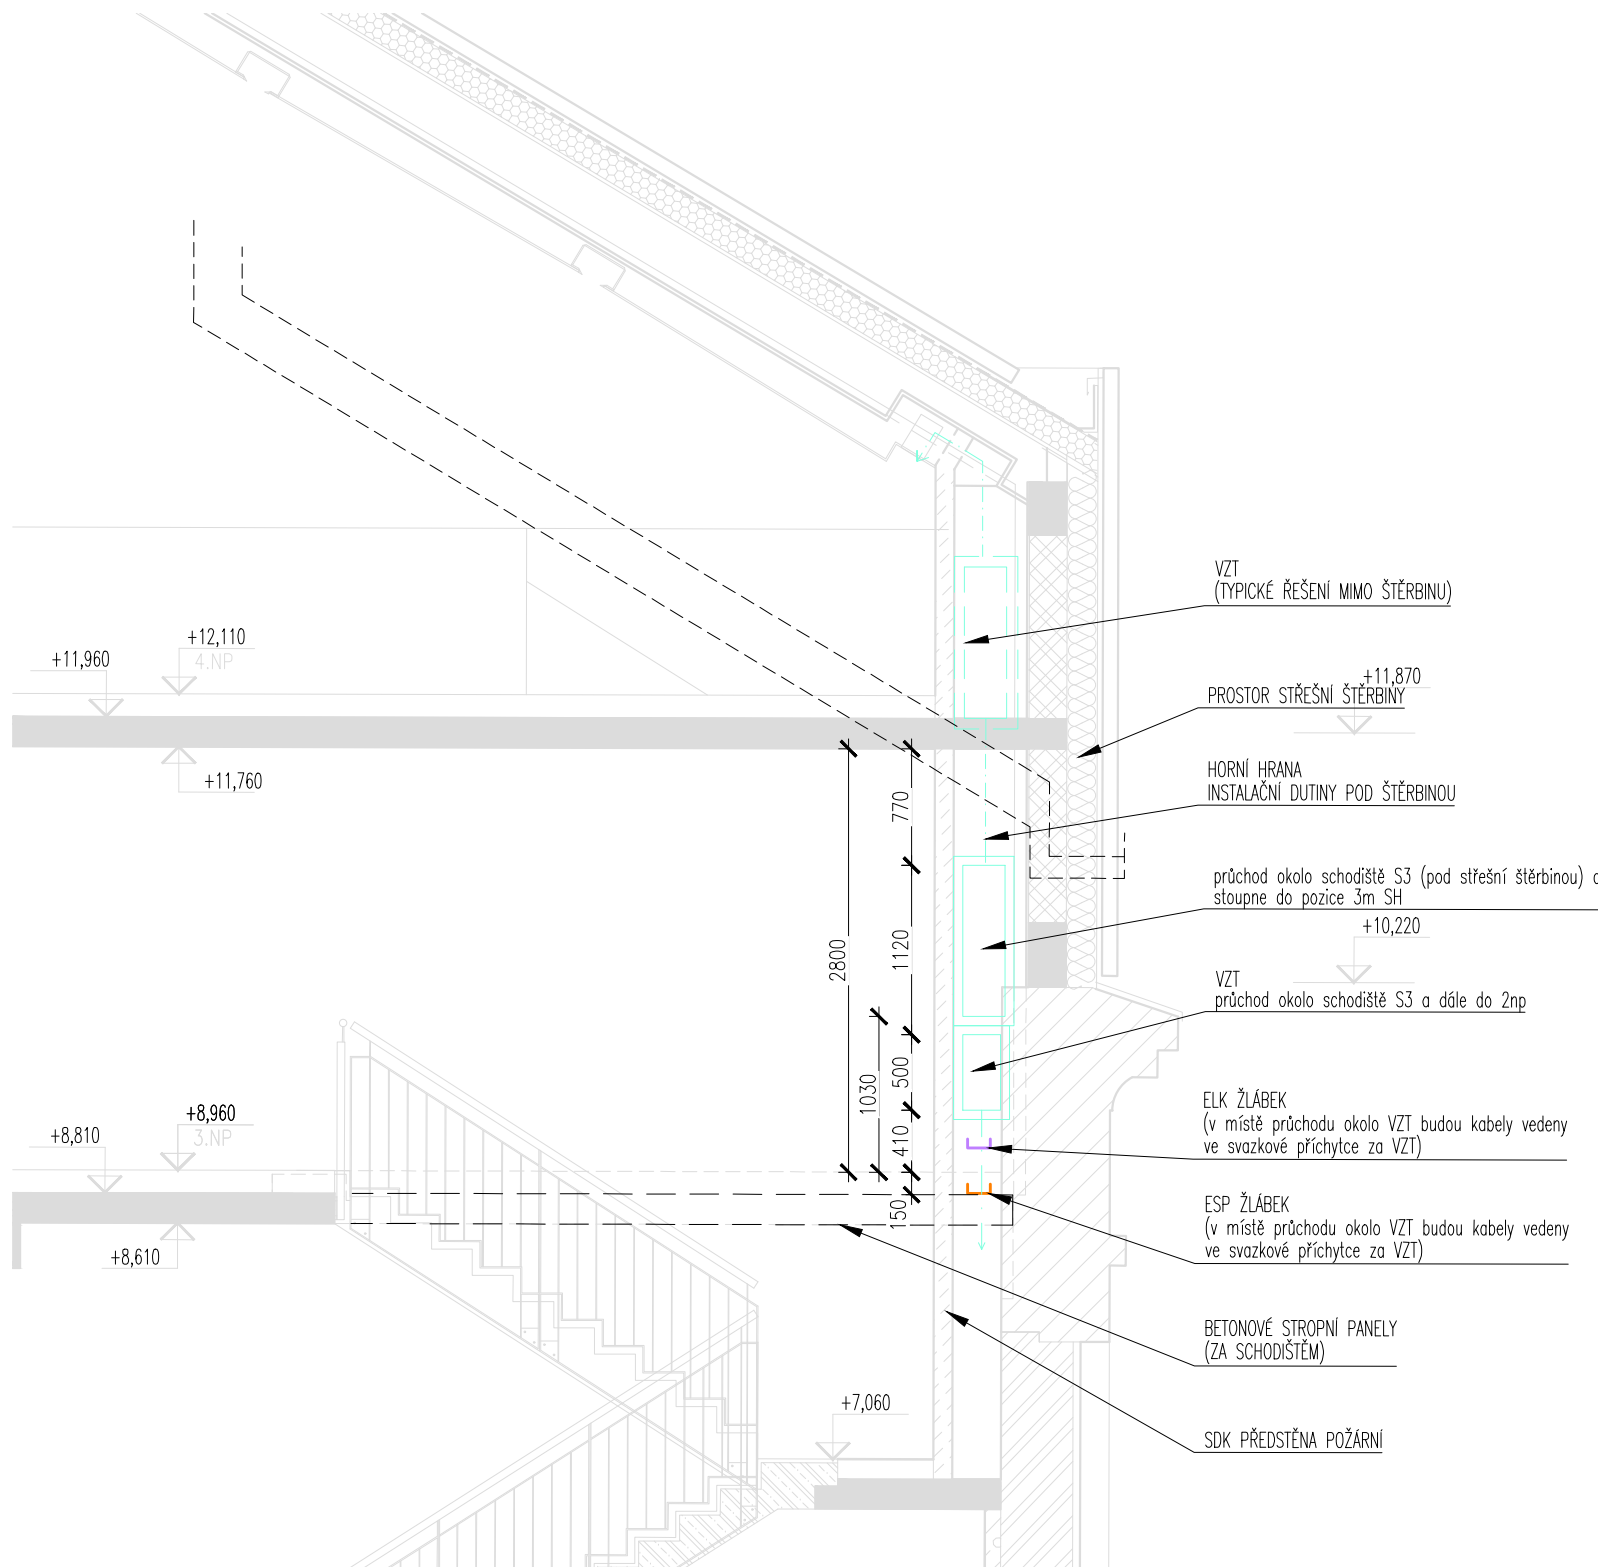 VZT
(TYPICKÉ ŘEŠENÍ MIMO ŠTĚRBINU)
+12,110
4.NP
+11,960
+11,870
PROSTOR STŘEŠNÍ ŠTĚRBINY
+11,760
HORNÍ HRANA
INSTALAČNÍ DUTINY POD ŠTĚRBINOU
770
průchod okolo schodiště S3 (pod střešní štěrbinou)
stoupne do pozice 3m SH
+10,220
2800
1120
VZT
průchod okolo schodiště S3 a dále do 2np
1030
500
410
150
ELK ŽLÁBEK
(v místě průchodu okolo VZT budou kabely vedeny
ve svazkové příchytce za VZT)
+8,960
3.NP
+8,810
ESP ŽLÁBEK
(v místě průchodu okolo VZT budou kabely vedeny
ve svazkové příchytce za VZT)
+8,610
BETONOVÉ STROPNÍ PANELY
(ZA SCHODIŠTĚM)
+7,060
SDK PŘEDSTĚNA POŽÁRNÍ